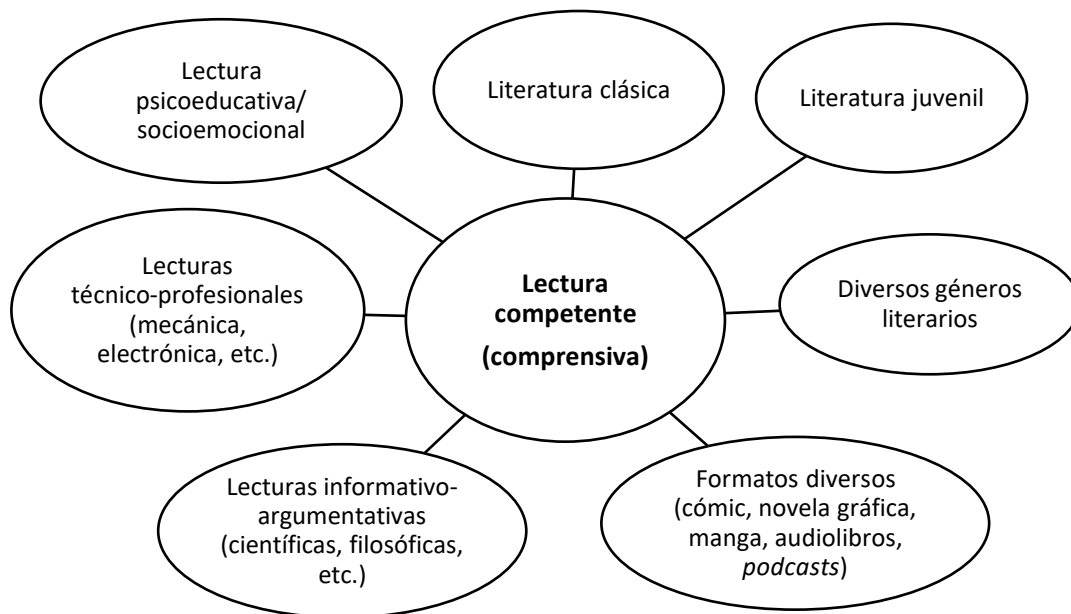 Lectura
psicoeducativa/
socioemocional
Literatura clásica
Literatura juvenil
Lecturas
técnico-profesionales
(mecánica,
electrónica, etc.)
Lectura
competente
(comprensiva)
Diversos géneros
literarios
Lecturas informativo-
argumentativas
(científicas, filosóficas,
etc.)
Formatos diversos
(cómic, novela gráfica,
manga, audiolibros,
podcasts)